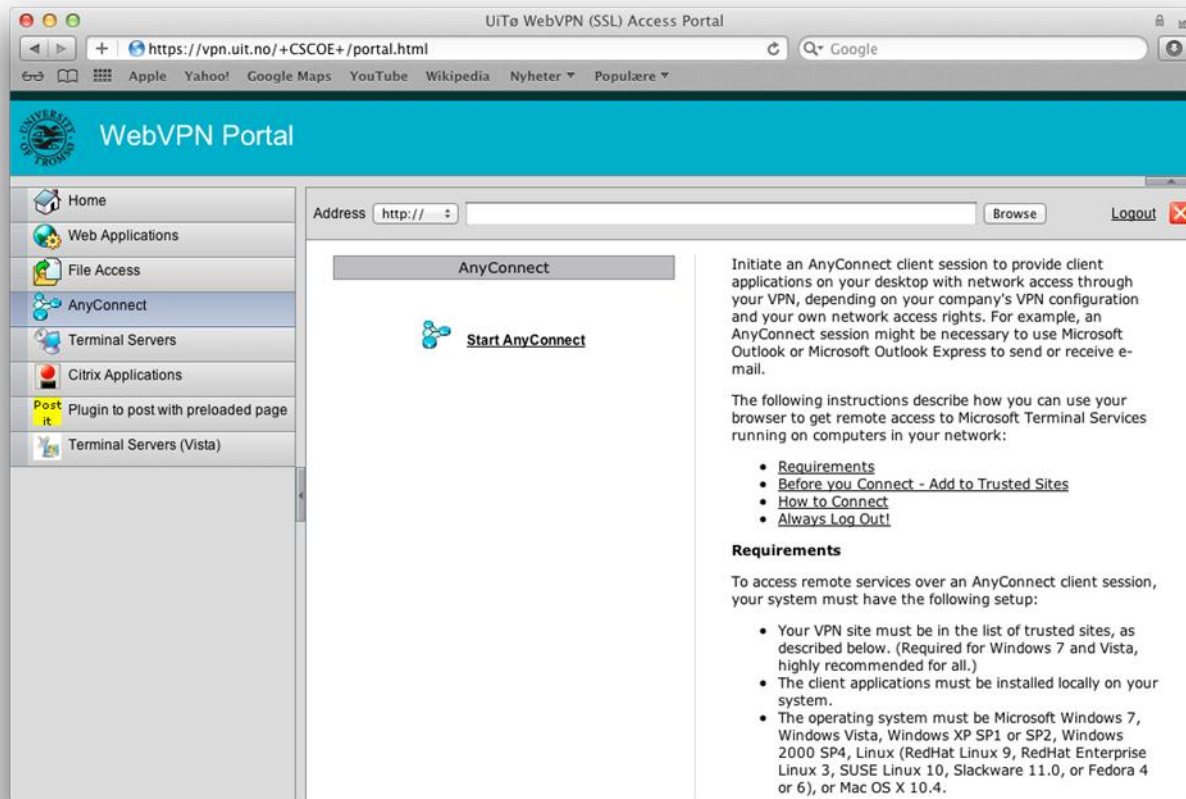 UiTø WebVPN (SSL) Access Portal
https://vpn.uit.no/+CSCOE+/portal.html
Google
Apple Yahoo! Google Maps YouTube Wikipedia Nyheter Populære
UNIVERSITY OF TROMSØ
WebVPN Portal
Home
Web Applications
File Access
AnyConnect
Terminal Servers
Citrix Applications
Post it
Plugin to post with preloaded page
Terminal Servers (Vista)
Address http:// Browse Logout
AnyConnect
Start AnyConnect
Initiate an AnyConnect client session to provide client
applications on your desktop with network access through
your VPN, depending on your company's VPN configuration
and your own network access rights. For example, an
AnyConnect session might be necessary to use Microsoft
Outlook or Microsoft Outlook Express to send or receive e-
mail.
The following instructions describe how you can use your
browser to get remote access to Microsoft Terminal Services
running on computers in your network:
• Requirements
• Before you Connect - Add to Trusted Sites
• How to Connect
• Always Log Out!
Requirements
To access remote services over an AnyConnect client session,
your system must have the following setup:
• Your VPN site must be in the list of trusted sites, as
described below. (Required for Windows 7 and Vista,
highly recommended for all.)
• The client applications must be installed locally on your
system.
• The operating system must be Microsoft Windows 7,
Windows Vista, Windows XP SP1 or SP2, Windows
2000 SP4, Linux (RedHat Linux 9, RedHat Enterprise
Linux 3, SUSE Linux 10, Slackware 11.0, or Fedora 4
or 6), or Mac OS X 10.4.